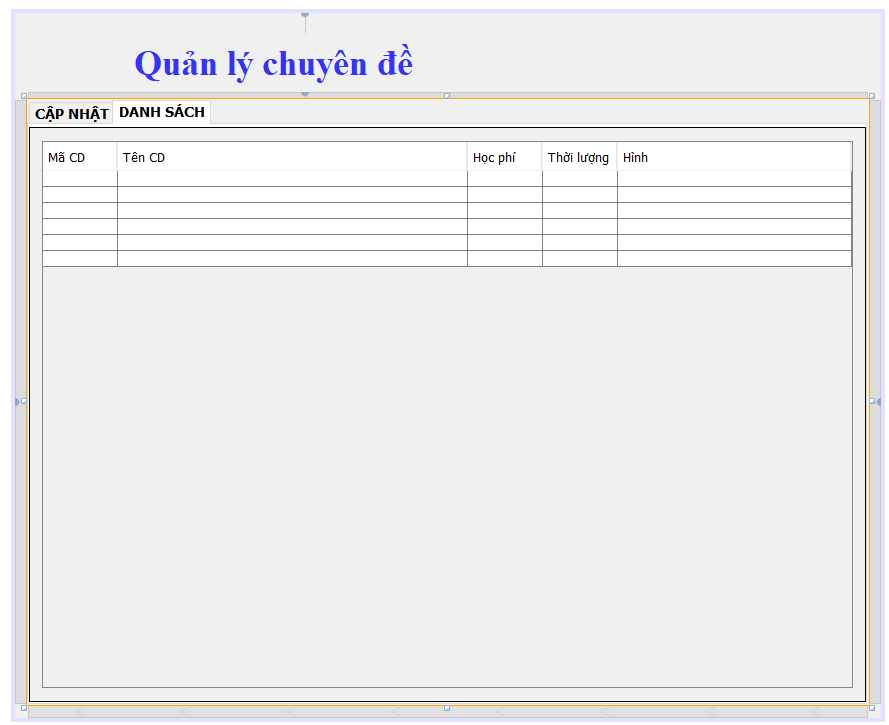 Quản lý chuyên đề
CẬP NHẬT DANH SÁCH
Mã CD Tên CD Học phí Thời lượng Hình